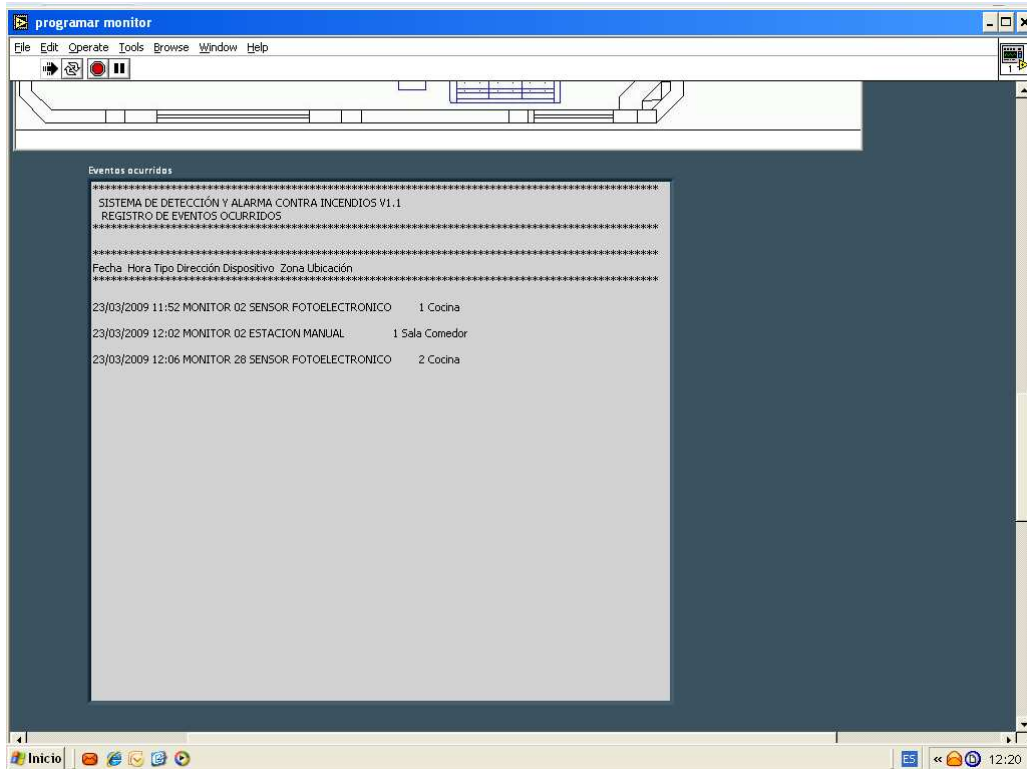 programar monitor
File Edit Operate Tools Browse Window Help
1
Eventos ocurridos
******************************************************************************************
SISTEMA DE DETECCIÓN Y ALARMA CONTRA INCENDIOS V1.1
REGISTRO DE EVENTOS OCURRIDOS
******************************************************************************************
******************************************************************************************
Fecha Hora Tipo Dirección Dispositivo Zona Ubicación
******************************************************************************************
23/03/2009 11:52 MONITOR 02 SENSOR FOTOELECTRONICO 1 Cocina
23/03/2009 12:02 MONITOR 02 ESTACION MANUAL 1 Sala Comedor
23/03/2009 12:06 MONITOR 28 SENSOR FOTOELECTRONICO 2 Cocina
Inicio ES « 12:20